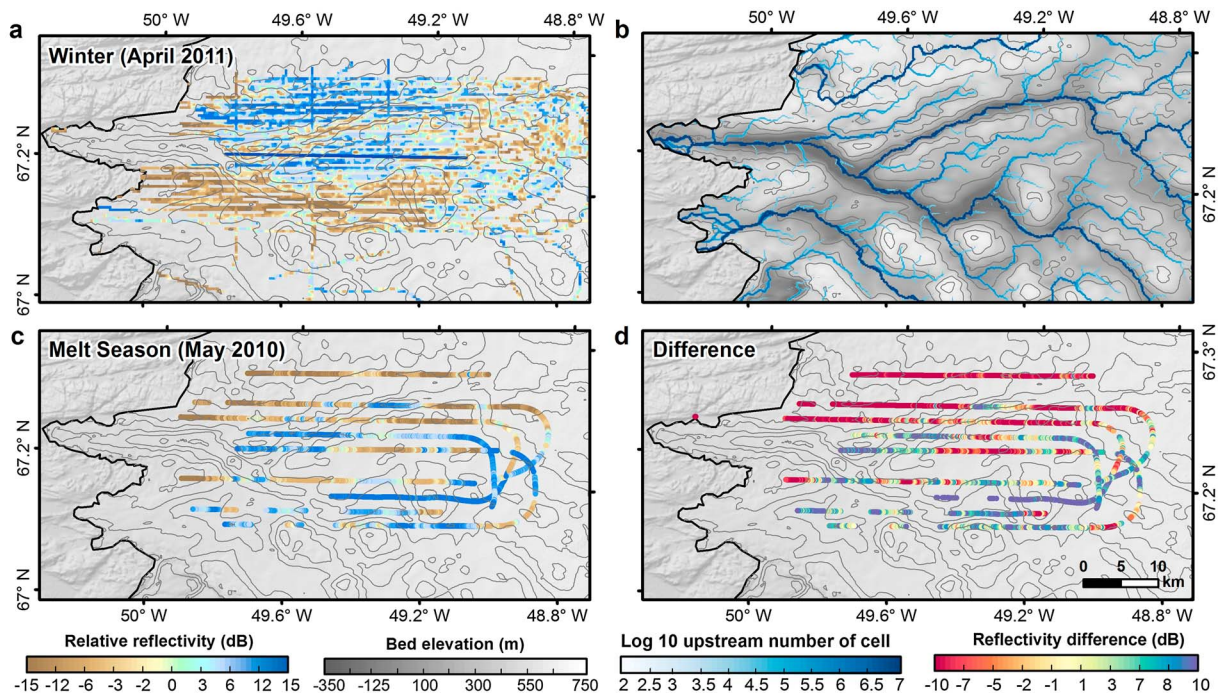 50° W 49.6° W 49.2° W 48.8° W 50° W 49.6° W 49.2° W 48.8° W
a
Winter (April 2011)
b
67.2° N
67.2° N
67° N
c
Melt Season (May 2010)
d
Difference
67.3° N
67.2° N
67.2° N
67° N
0 5 10
km
50° W 49.6° W 49.2° W 48.8° W 50° W 49.6° W 49.2° W 48.8° W
Relative reflectivity (dB)
-15 -12 -6 -3 -2 0 3 6 12 15
Bed elevation (m)
-350 -125 100 300 550 750
Log 10 upstream number of cell
2 2.5 3 3.5 4 4.5 5 5.5 6 7
Reflectivity difference (dB)
-10 -7 -5 -3 -1 1 3 5 7 8 10